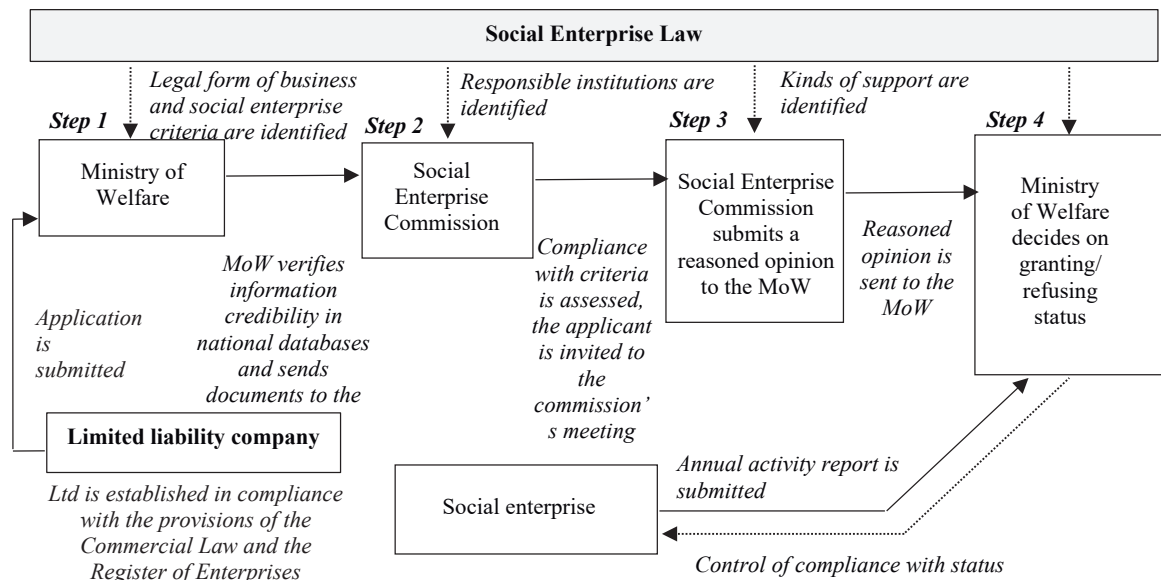 Social Enterprise Law
Legal form of business
and social enterprise
criteria are identified
Responsible institutions are
identified
Kinds of support are
identified
Step 1
Ministry of
Welfare
Step 2
Social
Enterprise
Commission
Step 3
Social Enterprise
Commission
submits a
reasoned opinion
to the MoW
Step 4
Ministry
of Welfare
decides on
granting/
refusing
status
Application
is
submitted
MoW verifies
information
credibility in
national databases
and sends
documents to the
Compliance
with criteria
is assessed,
the applicant
is invited to
the
commission’
s meeting
Reasoned
opinion is
sent to the
MoW
Limited liability company
Ltd is established in compliance
with the provisions of the
Commercial Law and the
Register of Enterprises
Social enterprise
Annual activity report is
submitted
Control of compliance with status